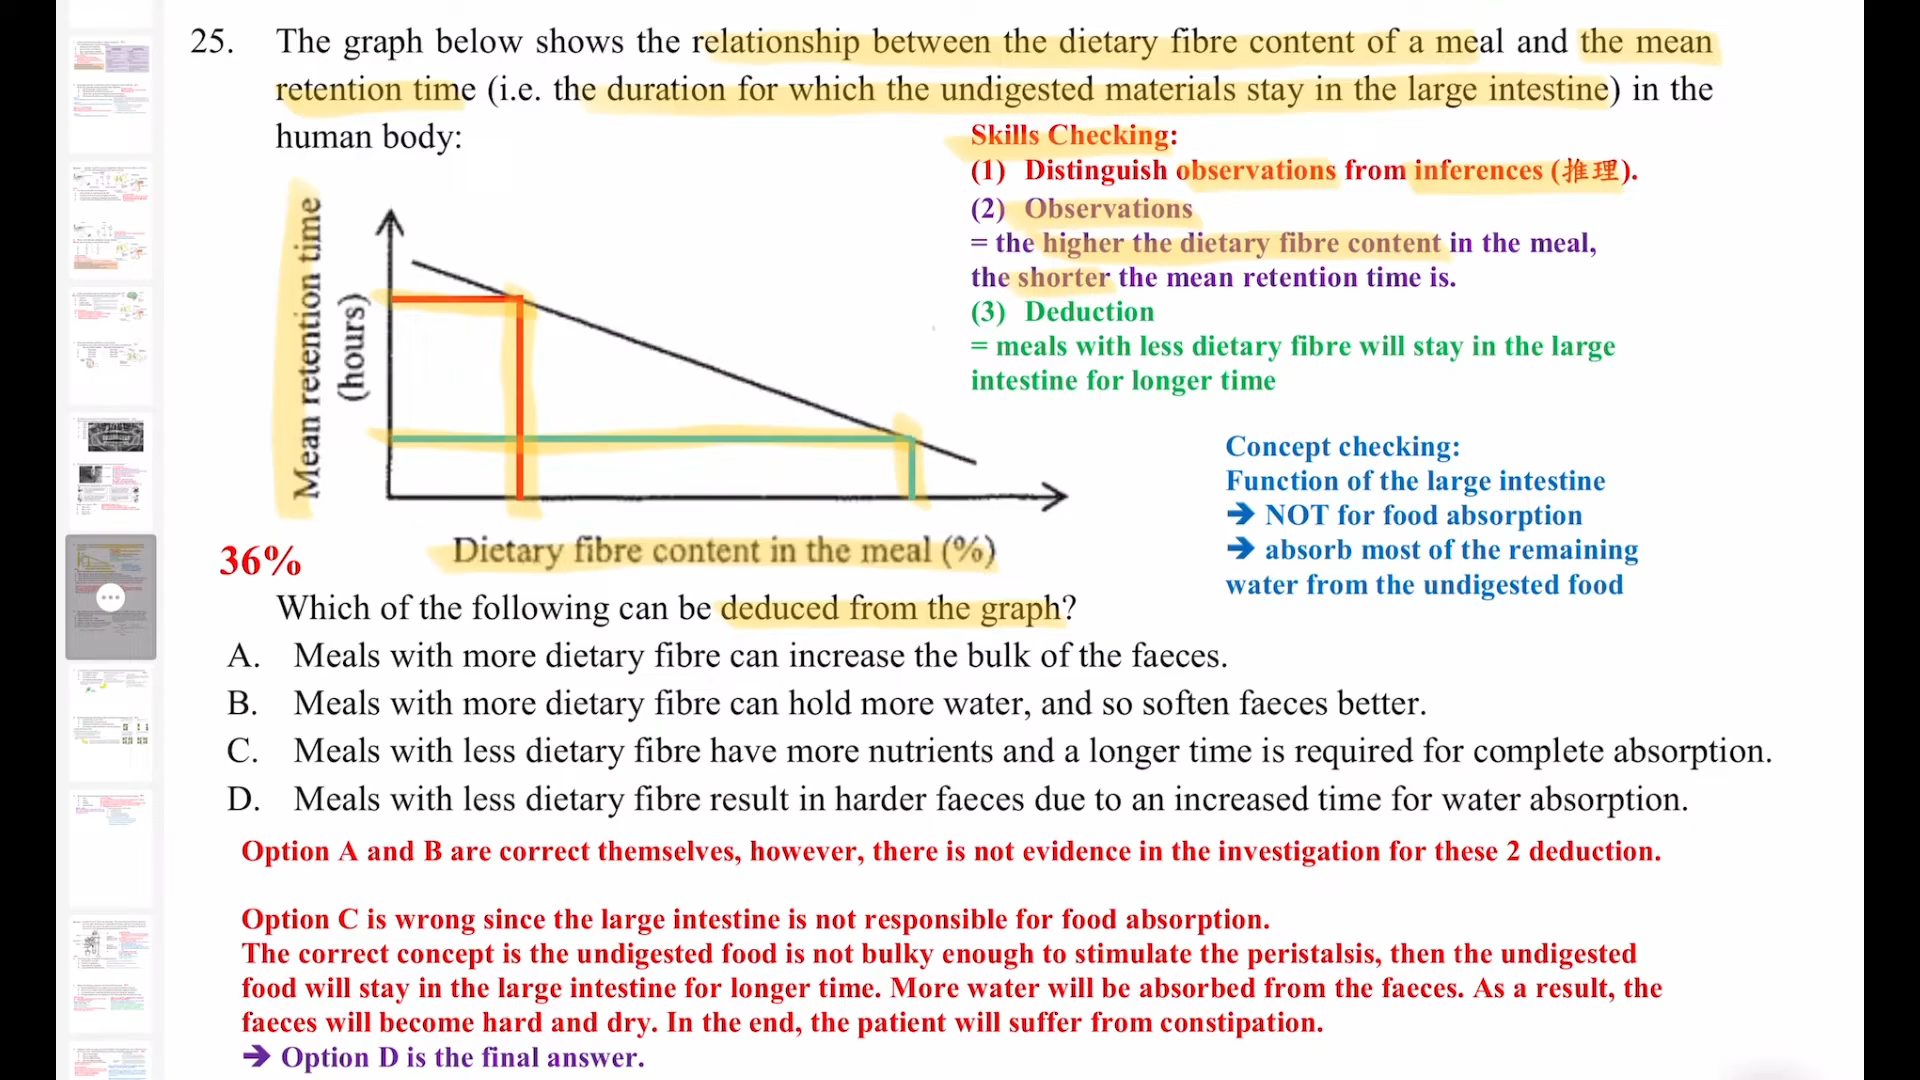 25. The graph below shows the relationship between the dietary fibre content of a meal and the mean
retention time (i.e. the duration for which the undigested materials stay in the large intestine) in the
human body:
Skills Checking:
(1) Distinguish observations from inferences (推理).
(2) Observations
= the higher the dietary fibre content in the meal,
the shorter the mean retention time is.
(3) Deduction
= meals with less dietary fibre will stay in the large
intestine for longer time
Mean retention time
(hours)
Dietary fibre content in the meal (%)
Concept checking:
Function of the large intestine
➔ NOT for food absorption
➔ absorb most of the remaining
water from the undigested food
36%
Which of the following can be deduced from the graph?
A. Meals with more dietary fibre can increase the bulk of the faeces.
B. Meals with more dietary fibre can hold more water, and so soften faeces better.
C. Meals with less dietary fibre have more nutrients and a longer time is required for complete absorption.
D. Meals with less dietary fibre result in harder faeces due to an increased time for water absorption.
Option A and B are correct themselves, however, there is not evidence in the investigation for these 2 deduction.
Option C is wrong since the large intestine is not responsible for food absorption.
The correct concept is the undigested food is not bulky enough to stimulate the peristalsis, then the undigested
food will stay in the large intestine for longer time. More water will be absorbed from the faeces. As a result, the
faeces will become hard and dry. In the end, the patient will suffer from constipation.
➔ Option D is the final answer.